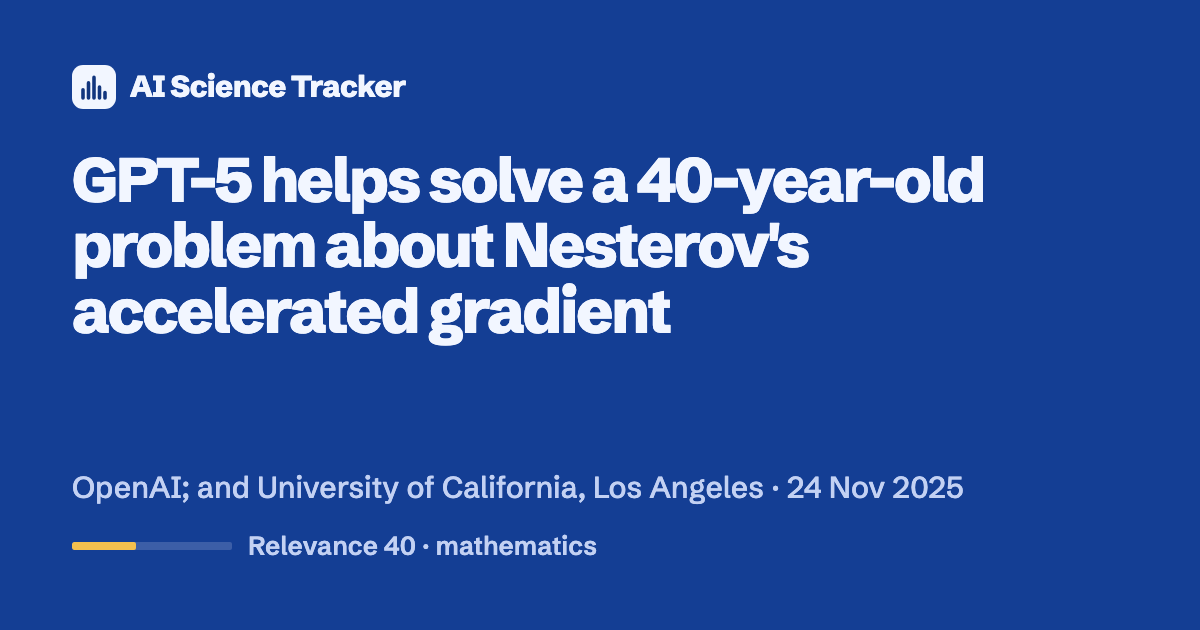 AI Science Tracker
GPT-5 helps solve a 40-year-old
problem about Nesterov's
accelerated gradient
OpenAI; and University of California, Los Angeles · 24 Nov 2025
Relevance 40 · mathematics